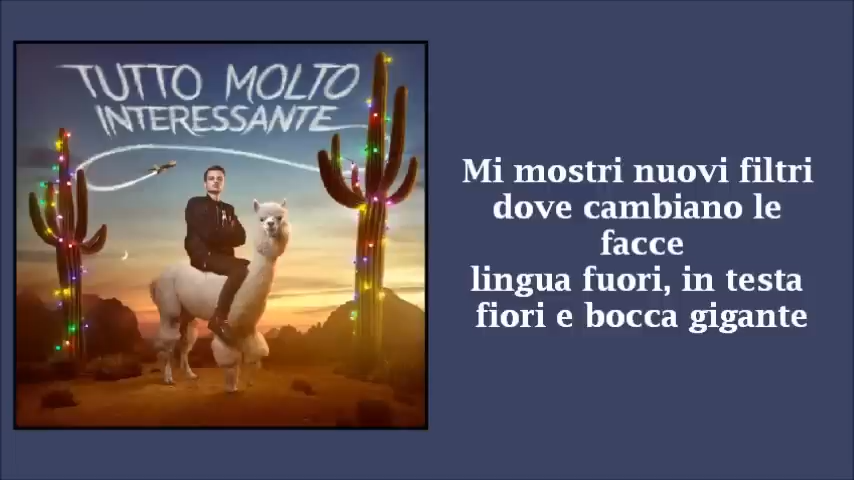 TUTTO MOLTO
INTERESSANTE
Mi mostri nuovi filtri
dove cambiano le
facce
lingua fuori, in testa
fiori e bocca gigante